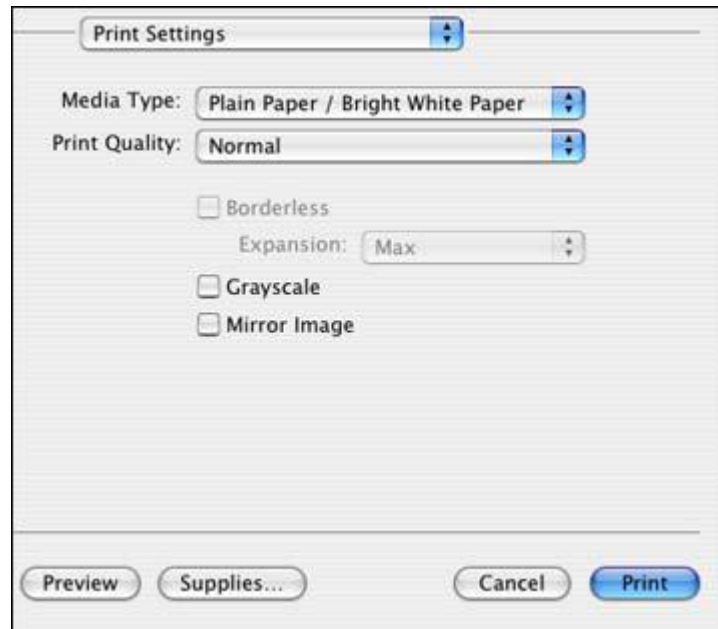 Print Settings
Media Type: Plain Paper / Bright White Paper
Print Quality: Normal
Borderless
Expansion: Max
Grayscale
Mirror Image
Preview Supplies... Cancel Print